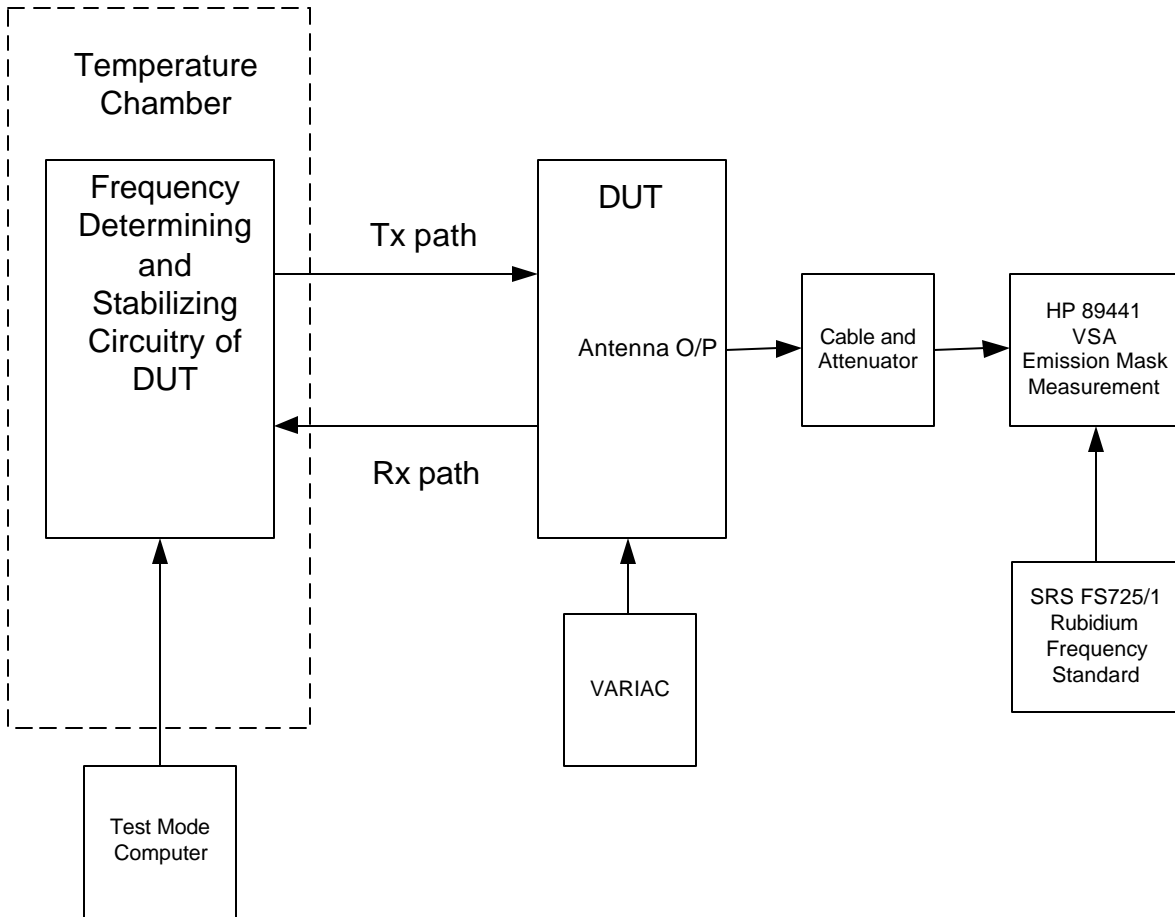 Temperature
Chamber
Frequency
Determining
and
Stabilizing
Circuitry of
DUT
Tx path
Rx path
DUT
Antenna O/P
Cable and
Attenuator
HP 89441
VSA
Emission Mask
Measurement
SRS FS725/1
Rubidium
Frequency
Standard
VARIAC
Test Mode
Computer